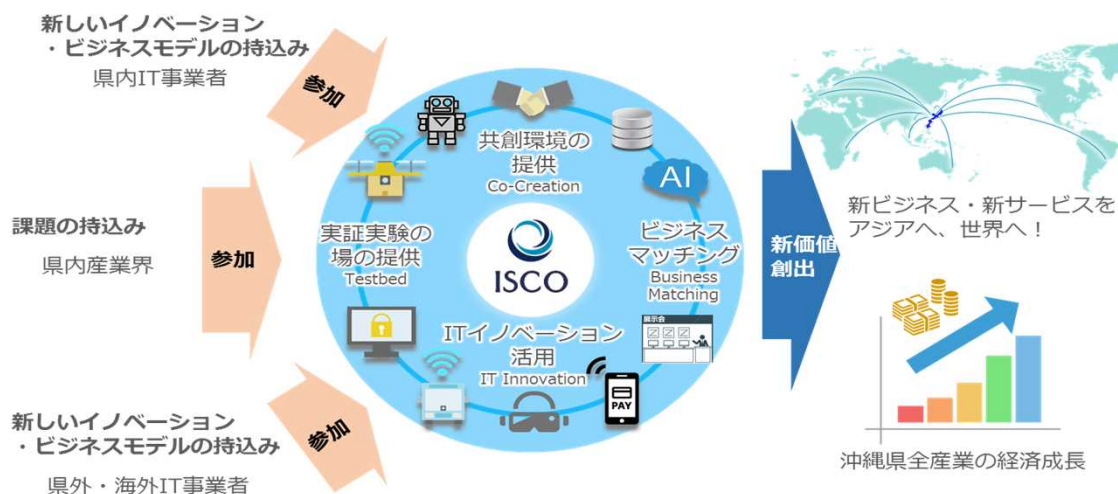 新しいイノベーション
・ビジネスモデルの持込み
県内IT事業者
参加
課題の持込み
県内産業界
参加
新しいイノベーション
・ビジネスモデルの持込み
県外・海外IT事業者
参加
共創環境の
提供
Co-Creation
AI
実証実験の
場の提供
Testbed
ISCO
ビジネス
マッチング
Business
Matching
展示会
ITイノベーション
活用
IT Innovation
PAY
新価値
創出
新ビジネス・新サービスを
アジアへ、世界へ！
沖縄県全産業の経済成長